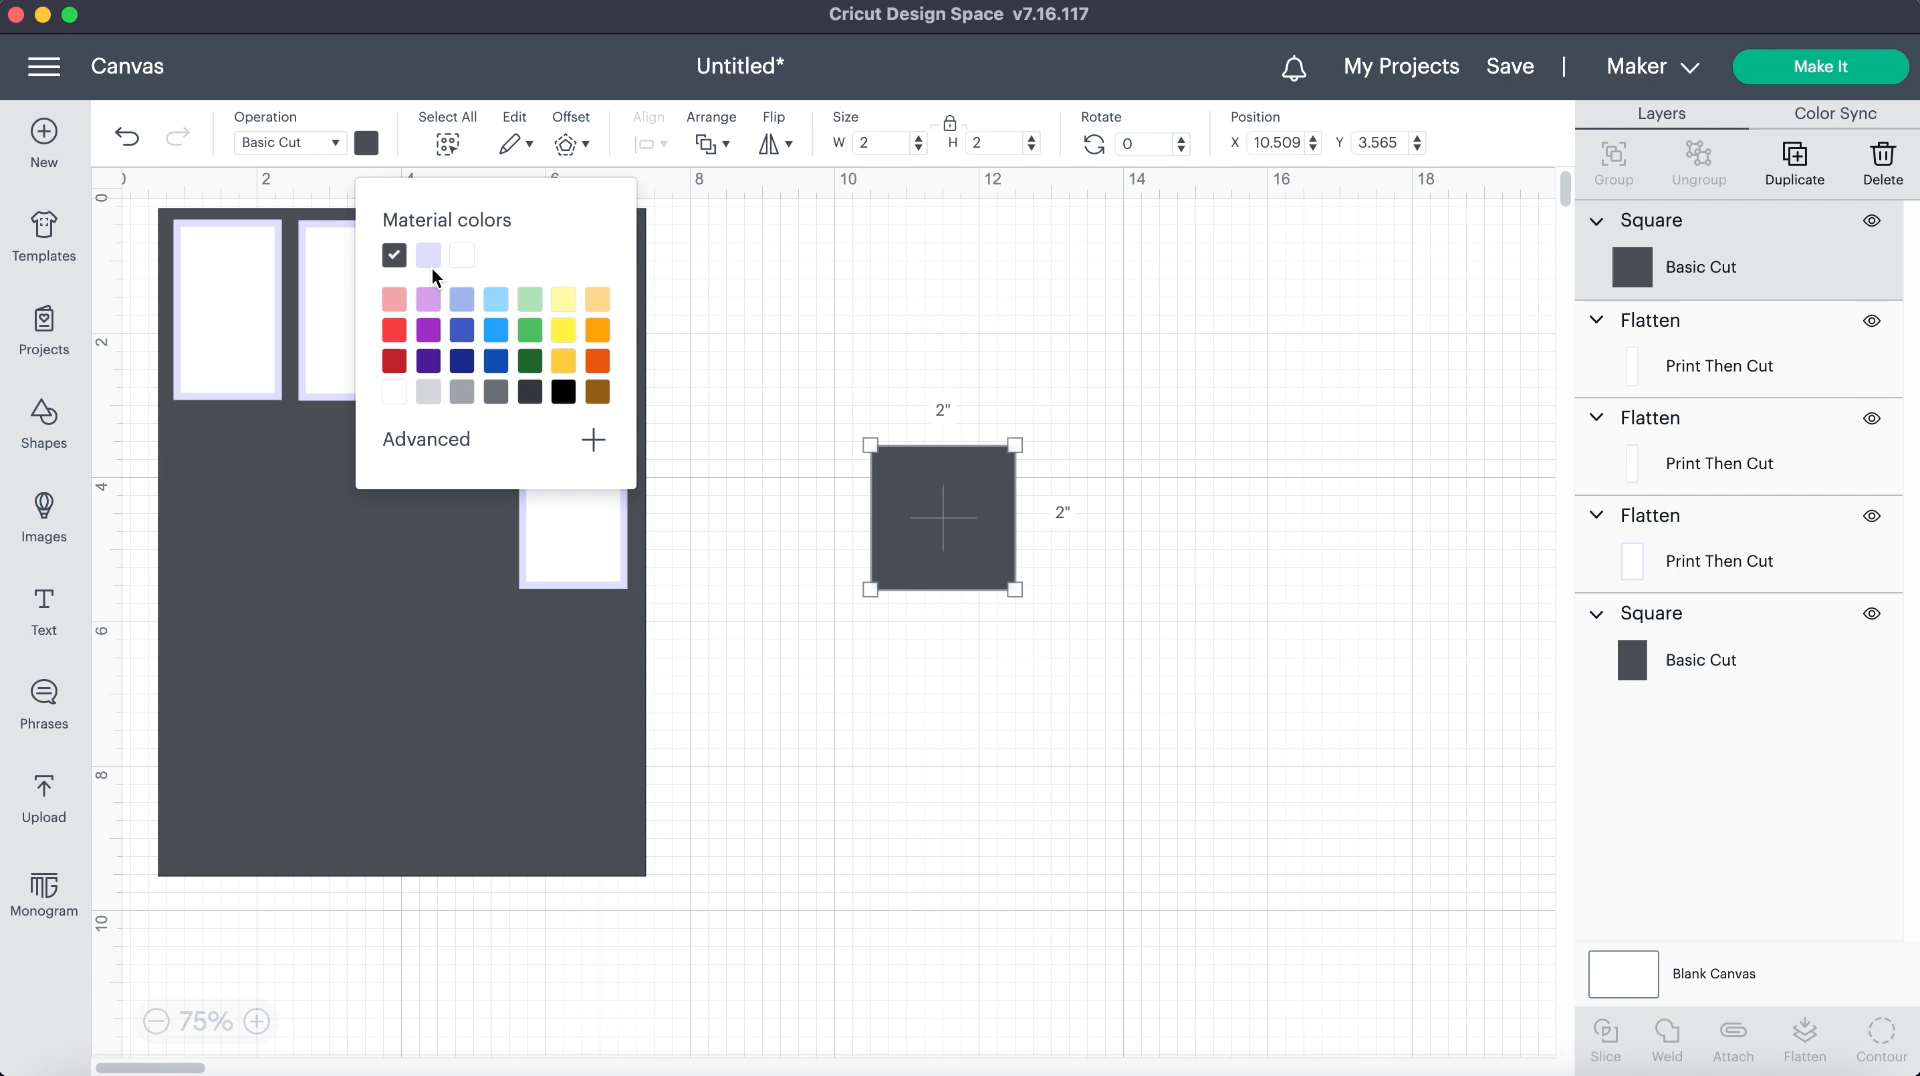 Cricut Design Space v7.16.117
Canvas
Untitled*
My Projects
Save
Maker
Make It
New
Templates
Projects
Shapes
Images
Text
Phrases
Upload
Monogram
Operation
Basic Cut
Select All
Edit
Offset
Align
Arrange
Flip
Size
W 2
H 2
Rotate
0
Position
X 10.509
Y 3.565
0 2 4 6 8 10 12 14 16 18
0
2
4
6
8
10
Material colors
Advanced
2"
2"
75%
Layers
Color Sync
Group
Ungroup
Duplicate
Delete
Square
Basic Cut
Flatten
Print Then Cut
Flatten
Print Then Cut
Flatten
Print Then Cut
Square
Basic Cut
Blank Canvas
Slice
Weld
Attach
Flatten
Contour